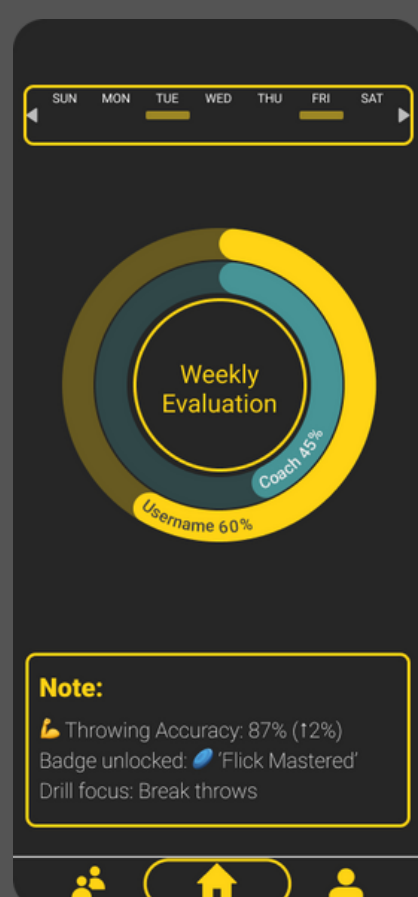 SUN MON TUE WED THU FRI SAT
Weekly
Evaluation
Coach 45%
Username 60%
Note:
💪 Throwing Accuracy: 87% (↑2%)
Badge unlocked: 🥏 ‘Flick Mastered’
Drill focus: Break throws